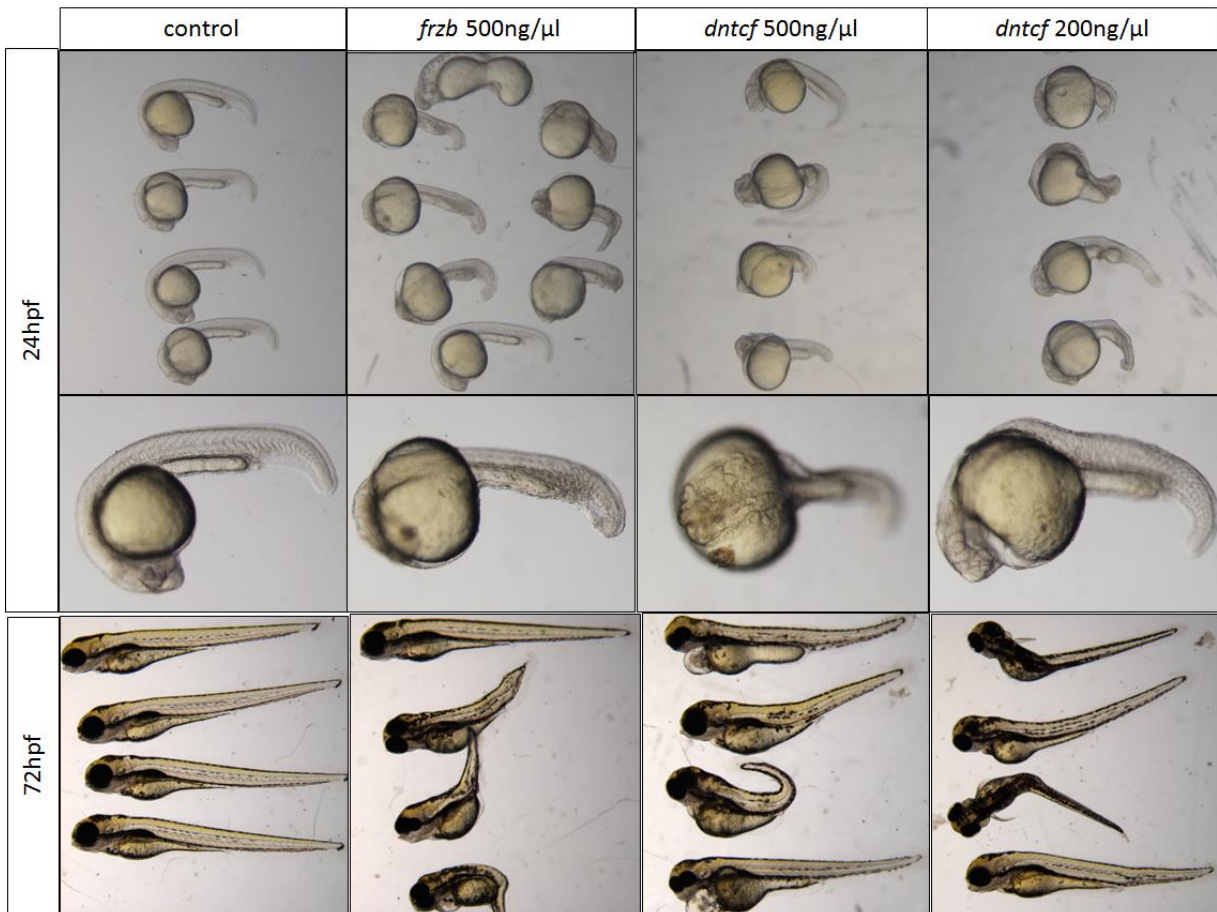 control
frzb 500ng/µl
dntcf 500ng/µl
dntcf 200ng/µl
24hpf
72hpf